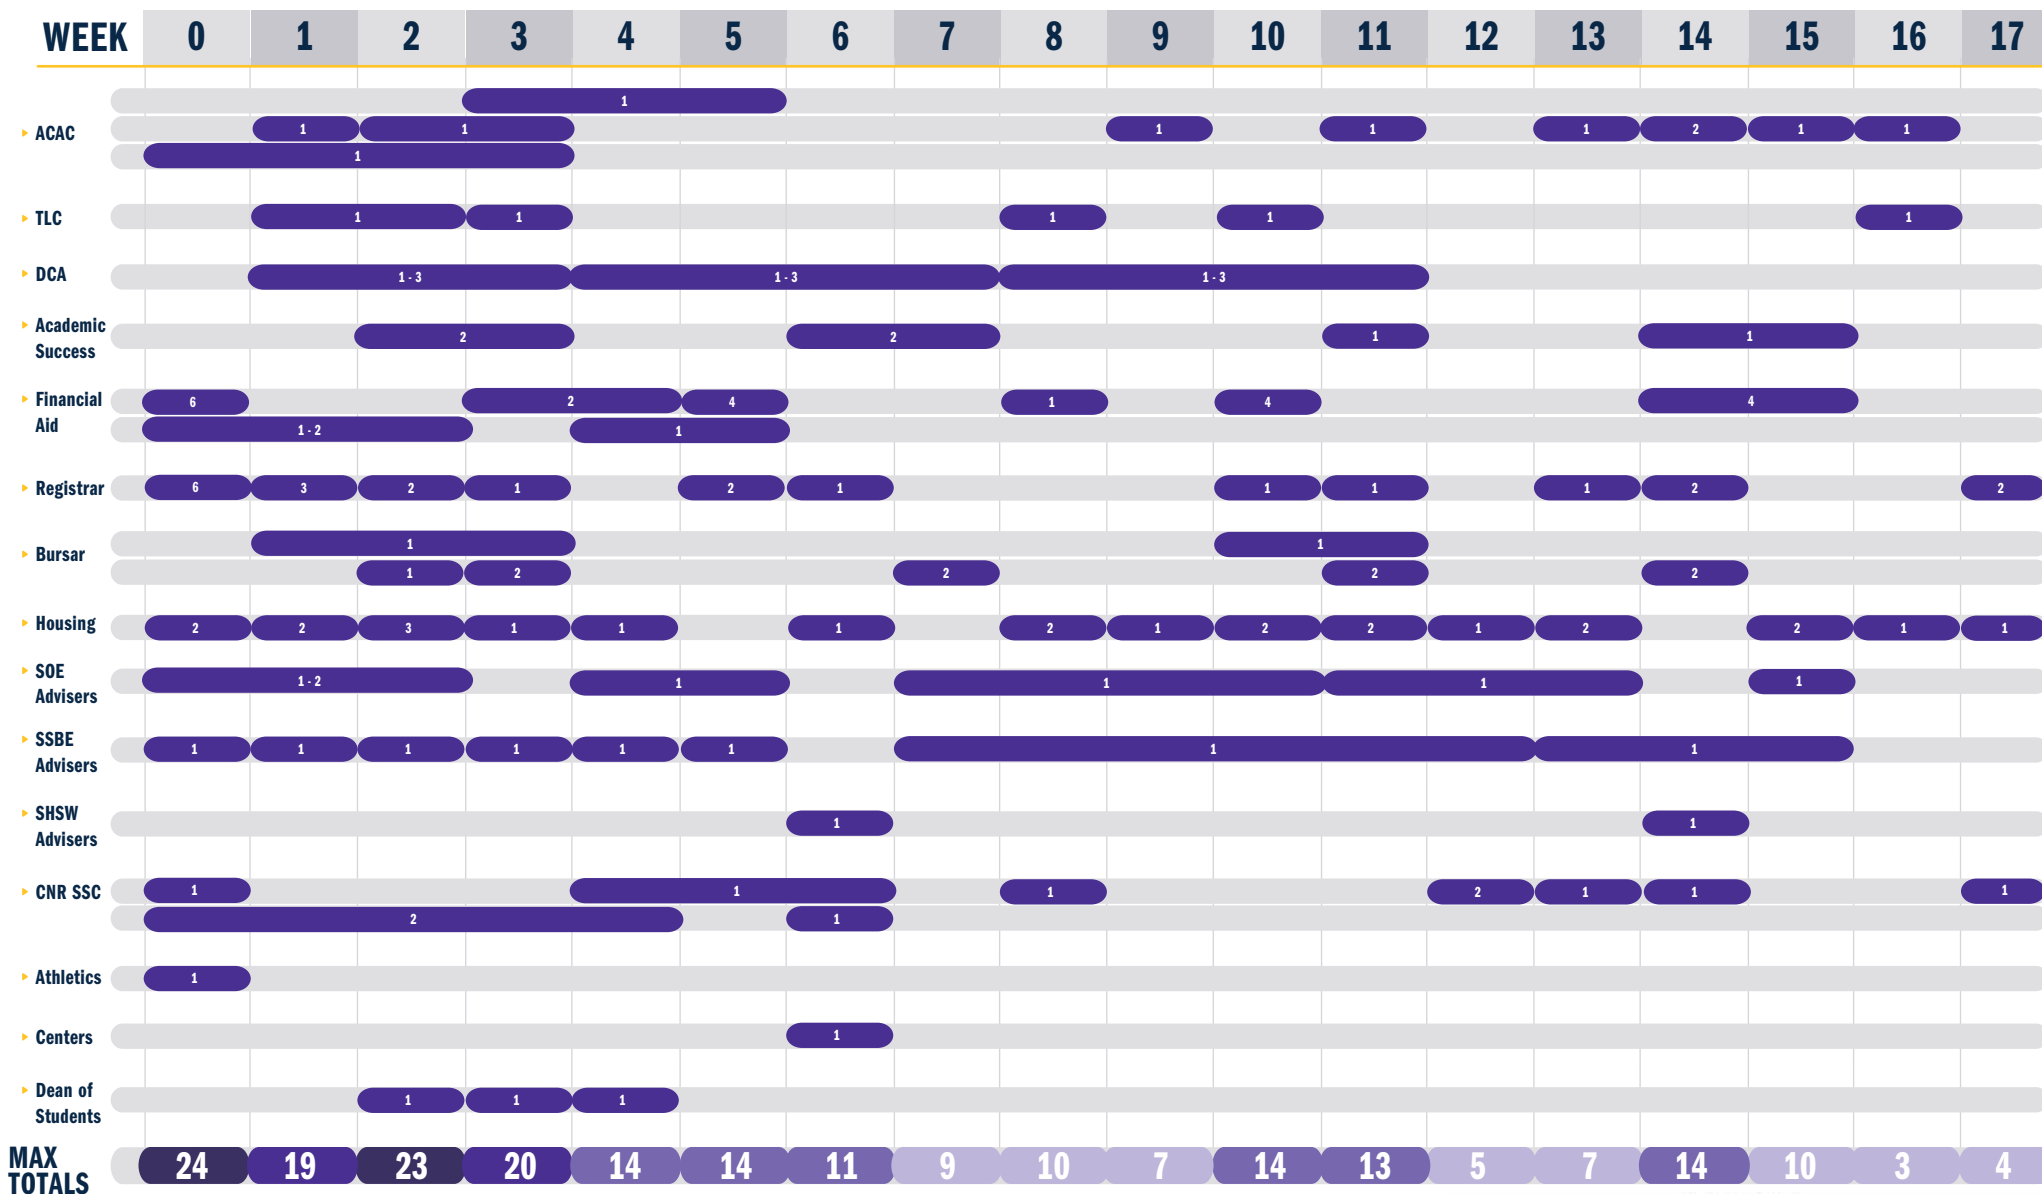 WEEK 0 1 2 3 4 5 6 7 8 9 10 11 12 13 14 15 16 17
1
ACAC 1 1 1 1 1 2 1 1
1
TLC 1 1 1 1 1
DCA 1 - 3 1 - 3 1 - 3
Academic
Success 2 2 1 1
Financial 6 2 4 1 4 4
Aid 1 - 2 1
Registrar 6 3 2 1 2 1 1 1 1 2 2
Bursar 1 1
1 2 2 2 2
Housing 2 2 3 1 1 1 2 1 2 2 1 2 2 1 1
SOE
Advisers 1 - 2 1 1 1 1
SSBE
Advisers 1 1 1 1 1 1 1 1
SHSW
Advisers 1 1
CNR SSC 1 1 1 2 1 1 1
2 1
Athletics 1
Centers 1
Dean of
Students 1 1 1
MAX
TOTALS 24 19 23 20 14 14 11 9 10 7 14 13 5 7 14 10 3 4